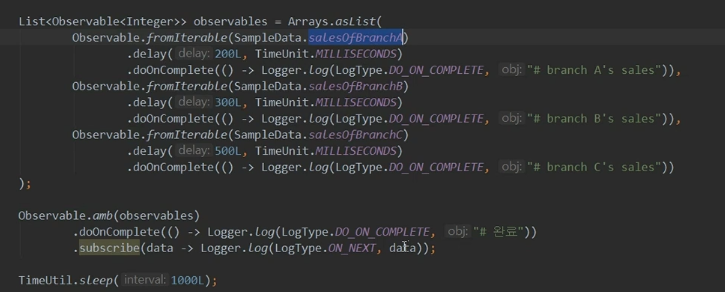 List<Observable<Integer>> observables = Arrays.asList(
Observable.fromIterable(SampleData.salesOfBranchA)
.delay( delay: 200L, TimeUnit.MILLISECONDS)
.doOnComplete(() -> Logger.log(LogType.DO_ON_COMPLETE, obj: "# branch A's sales")),
Observable.fromIterable(SampleData.salesOfBranchB)
.delay( delay: 300L, TimeUnit.MILLISECONDS)
.doOnComplete(() -> Logger.log(LogType.DO_ON_COMPLETE, obj: "# branch B's sales")),
Observable.fromIterable(SampleData.salesOfBranchC)
.delay( delay: 500L, TimeUnit.MILLISECONDS)
.doOnComplete(() -> Logger.log(LogType.DO_ON_COMPLETE, obj: "# branch C's sales"))
);
Observable.amb(observables)
.doOnComplete(() -> Logger.log(LogType.DO_ON_COMPLETE, obj: "# 완료"))
.subscribe(data -> Logger.log(LogType.ON_NEXT, data));
TimeUtil.sleep( interval: 1000L);